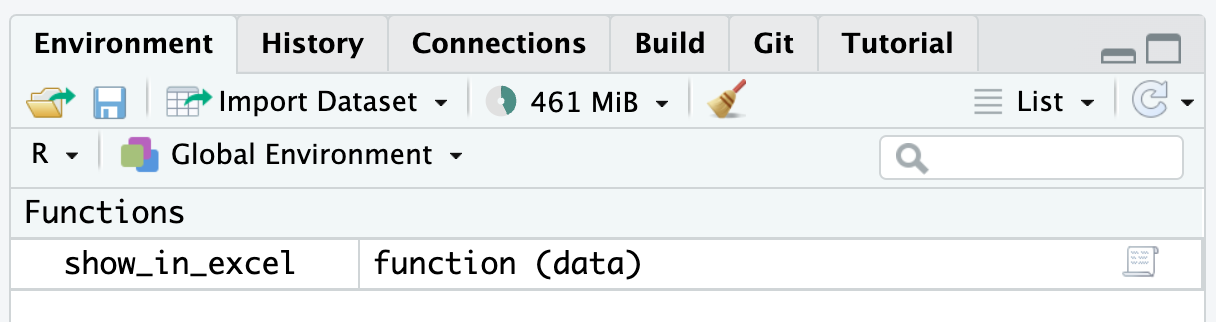 Environment History Connections Build Git Tutorial
Import Dataset 461 MiB List
R Global Environment
Functions
show_in_excel function (data)